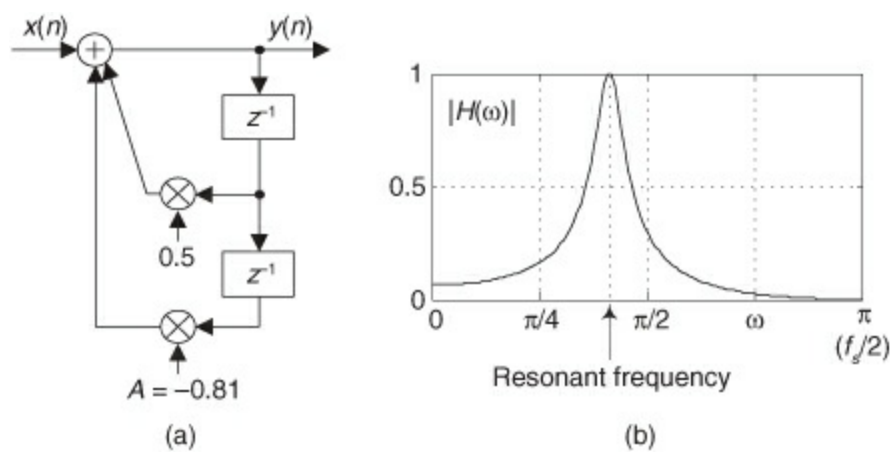 x(n)
y(n)
+
z⁻¹
0.5
z⁻¹
A = −0.81
(a)
1
|H(ω)|
0.5
0
0
π/4
π/2
ω
π
(fₛ/2)
Resonant frequency
(b)